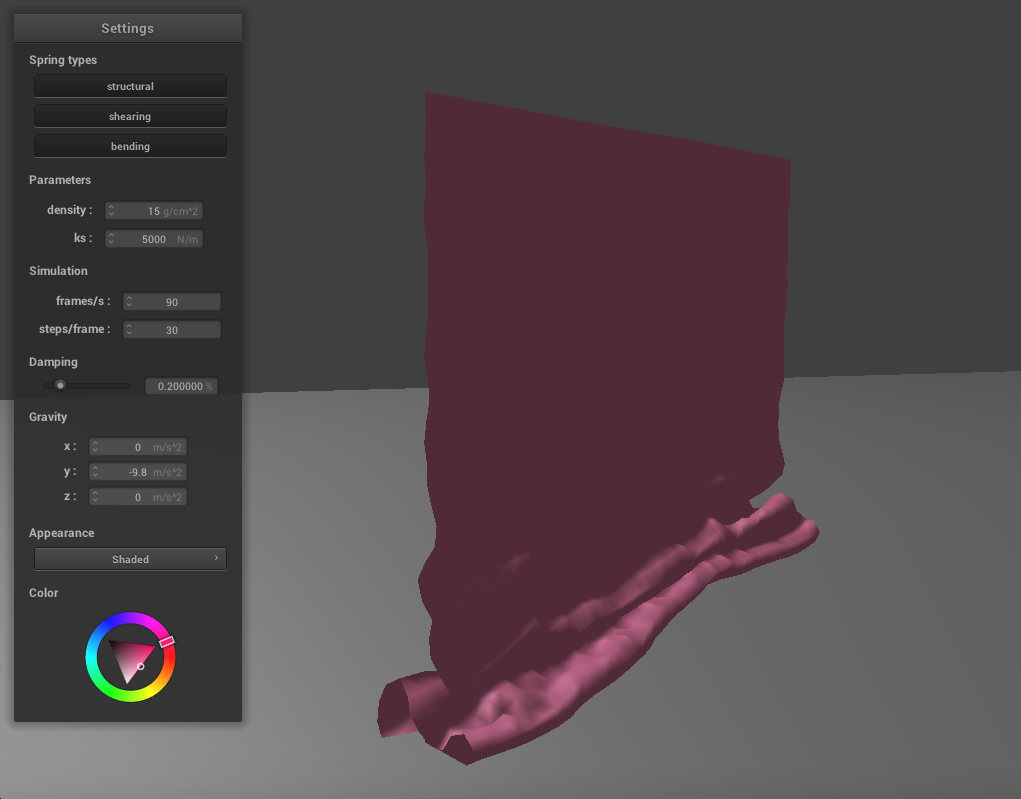 Settings
Spring types
structural
shearing
bending
Parameters
density : 15 g/cm^2
ks : 5000 N/m
Simulation
frames/s : 90
steps/frame : 30
Damping
0.200000 %
Gravity
x : 0 m/s^2
y : -9.8 m/s^2
z : 0 m/s^2
Appearance
Shaded
Color